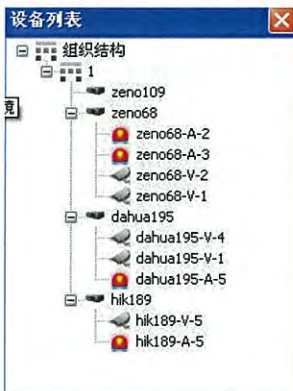 设备列表
组织结构
1
zeno109
zeno68
zeno68-A-2
zeno68-A-3
zeno68-V-2
zeno68-V-1
dahua195
dahua195-V-4
dahua195-V-1
dahua195-A-5
hik189
hik189-V-5
hik189-A-5